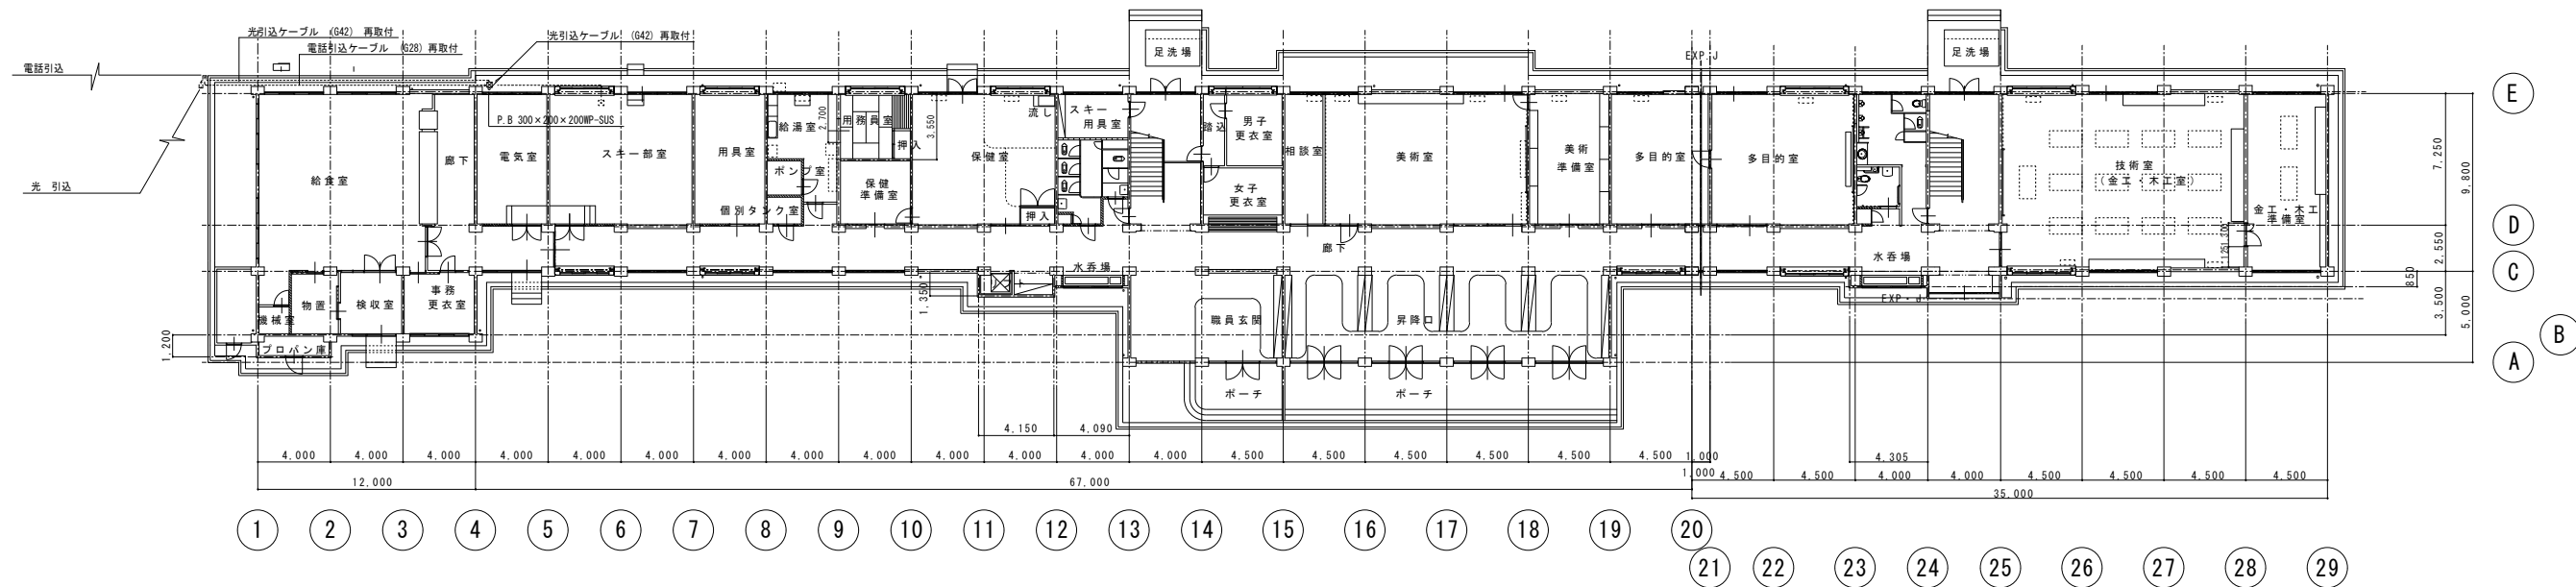 光引込ケーブル (G42) 再取付
電話引込ケーブル (G28) 再取付
光引込ケーブル (G42) 再取付
電話引込
光 引込
P.B 300×200×200WP-SUS
足洗場
足洗場
EXP.J
給食室
廊下
電気室
スキー部室
用具室
給湯室
2,700
用務員室
押入
3,550
ポンプ室
個別タンク室
保健
準備室
保健室
流し
押入
スキー
用具室
踏込
男子
更衣室
女子
更衣室
相談室
美術室
美術
準備室
多目的室
多目的室
技術室
(金工・木工室)
金工・木工
準備室
廊下
水呑場
水呑場
EXP.J
機械室
物置
検収室
事務
更衣室
プロパン庫
1,200
1,350
職員玄関
昇降口
ポーチ
ポーチ
7,250
9,800
2,550
850
3,500
5,000
E
D
C
B
A
4,150
4,090
4,305
4,000
4,000
4,000
4,000
4,000
4,000
4,000
4,000
4,000
4,000
4,000
4,000
4,000
4,500
4,500
4,500
4,500
4,500
4,500
1,000
1,000
4,500
4,500
4,000
4,000
4,500
4,500
4,500
4,500
12,000
67,000
35,000
1
2
3
4
5
6
7
8
9
10
11
12
13
14
15
16
17
18
19
20
21
22
23
24
25
26
27
28
29